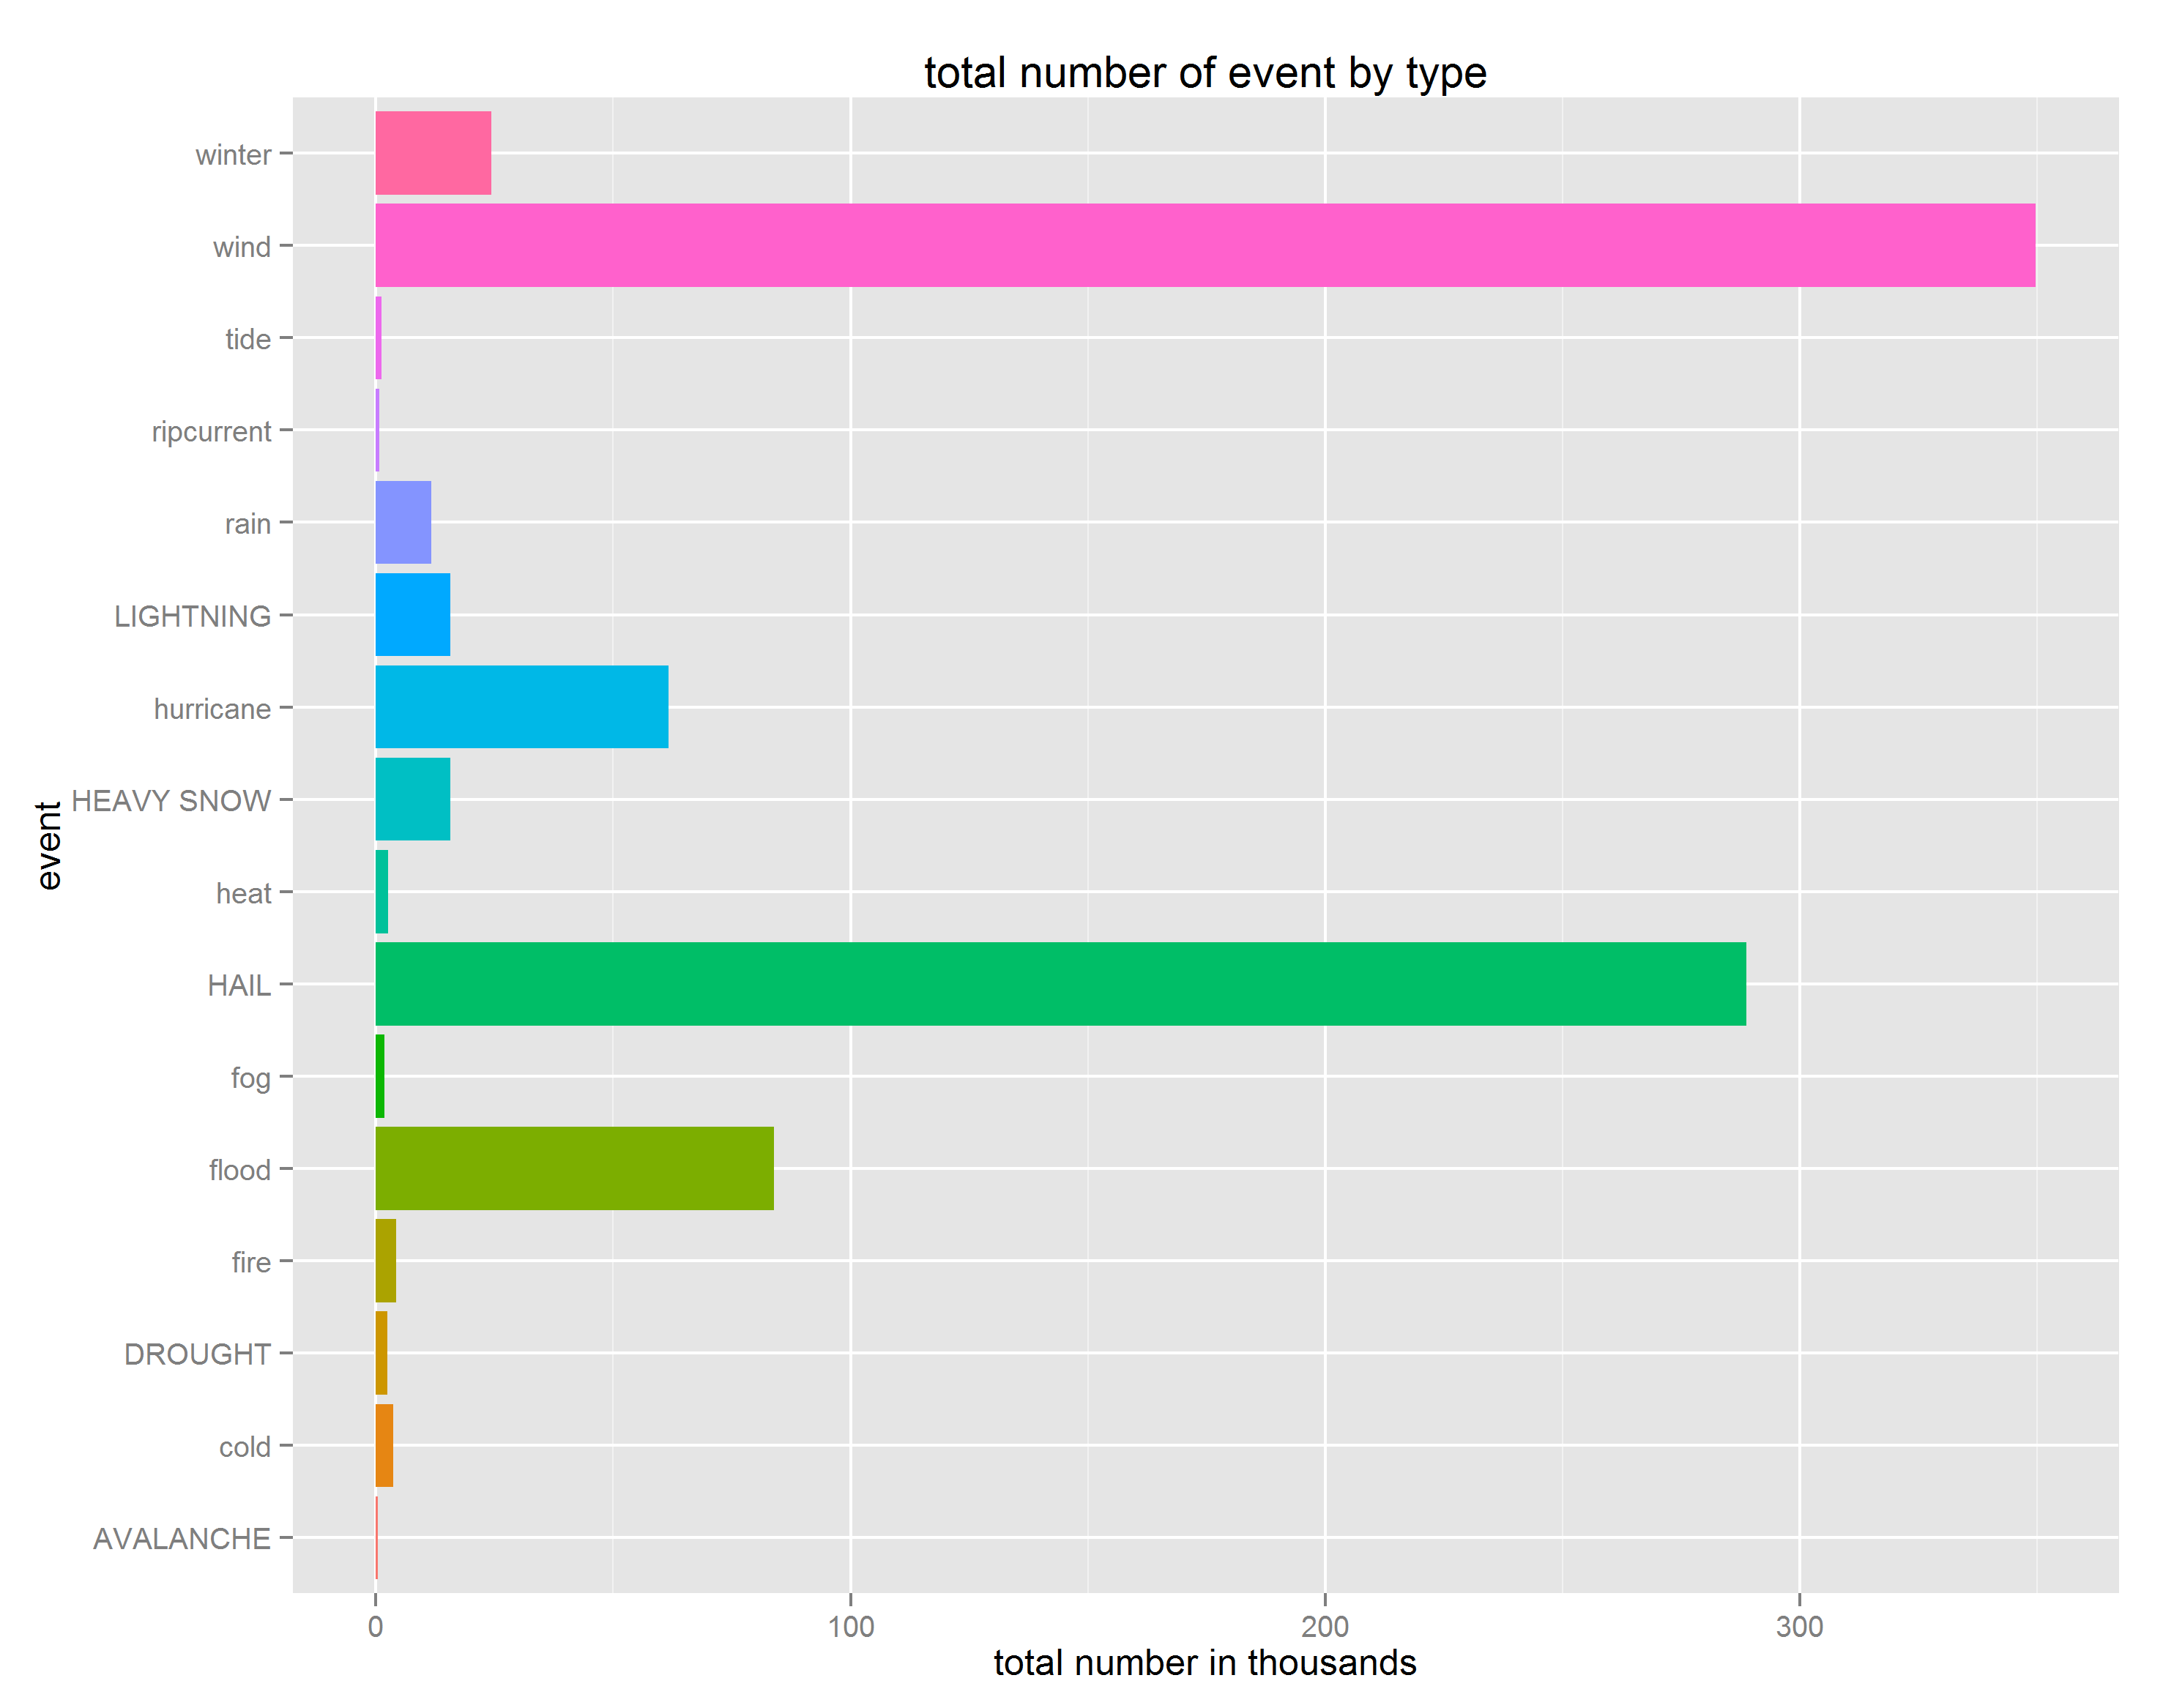 total number of event by type
winter
wind
tide
ripcurrent
rain
LIGHTNING
hurricane
HEAVY SNOW
heat
HAIL
fog
flood
fire
DROUGHT
cold
AVALANCHE
event
0 100 200 300
total number in thousands